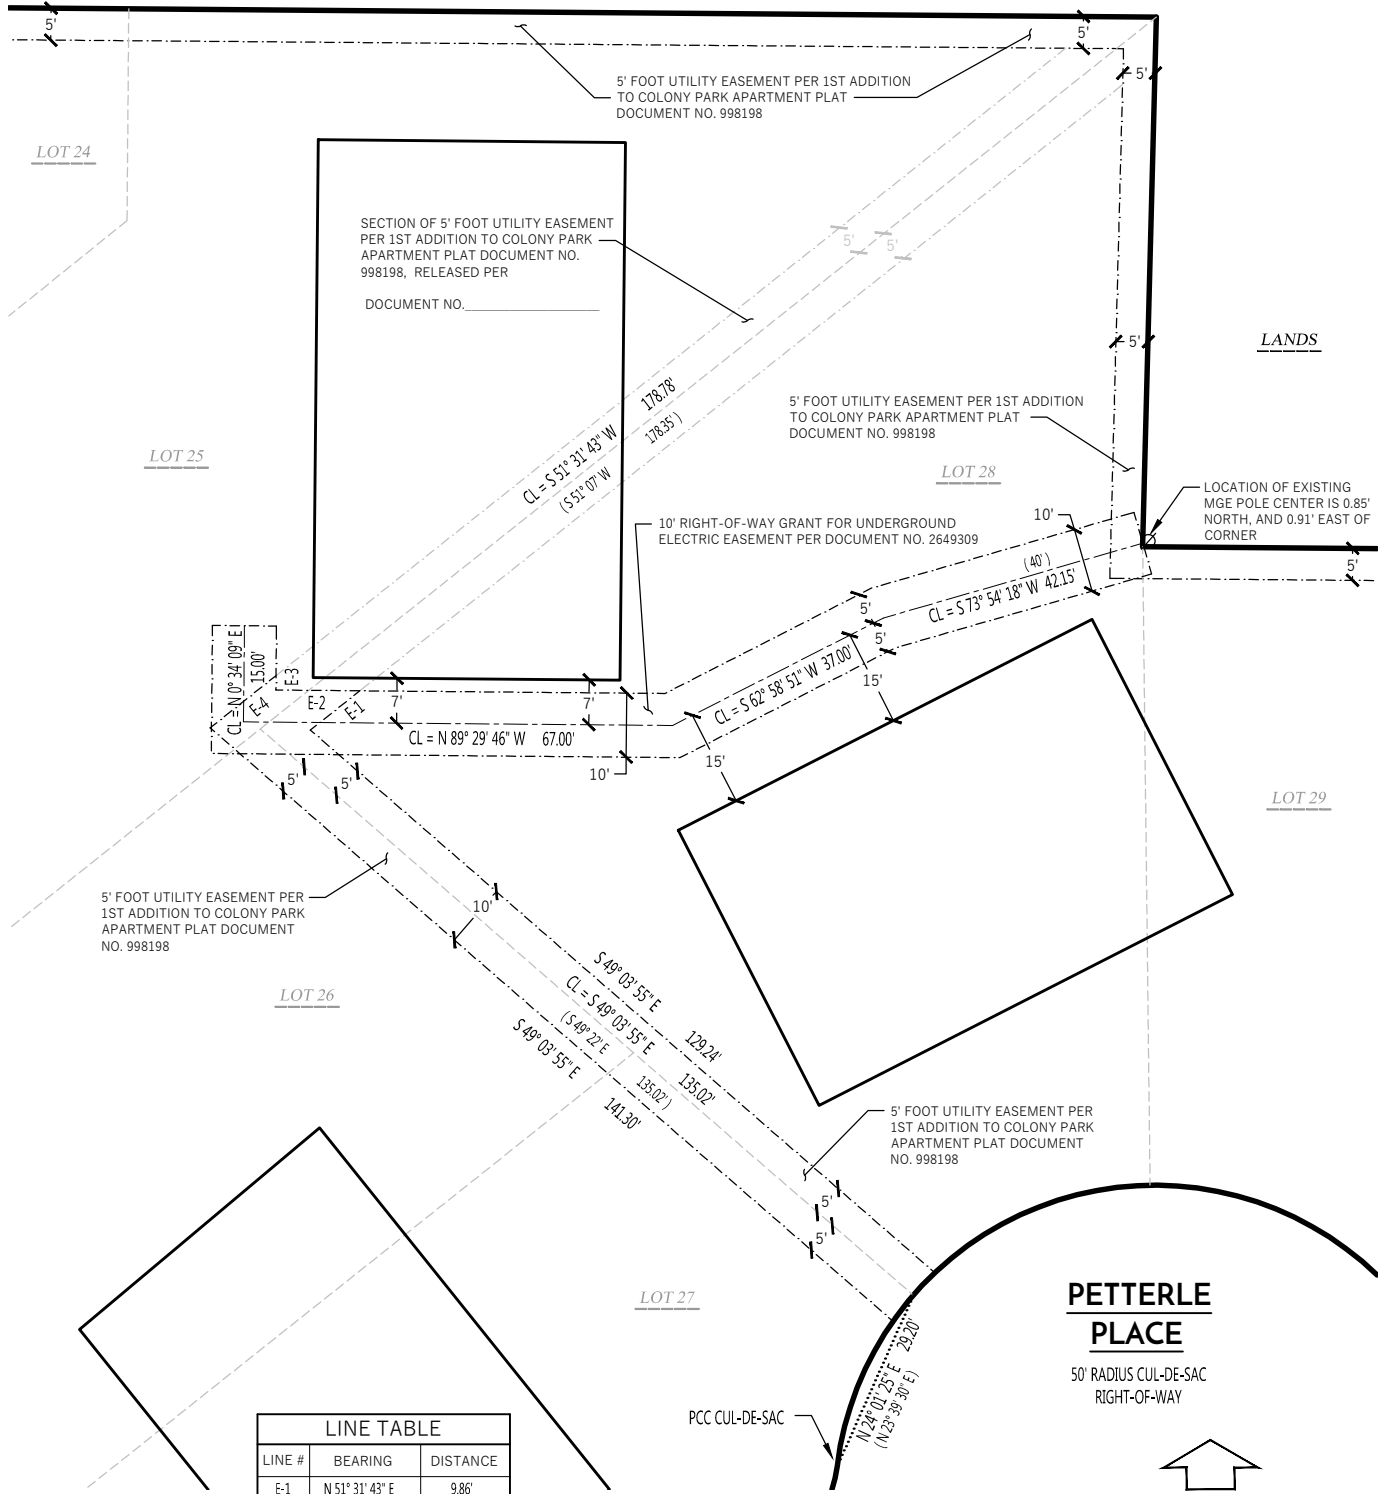 5'
5'
5' FOOT UTILITY EASEMENT PER 1ST ADDITION
TO COLONY PARK APARTMENT PLAT
DOCUMENT NO. 998198
5'
LOT 24
SECTION OF 5' FOOT UTILITY EASEMENT
PER 1ST ADDITION TO COLONY PARK
APARTMENT PLAT DOCUMENT NO.
998198, RELEASED PER
DOCUMENT NO.____________________
5'
5'
5'
LANDS
178.78'
178.35' )
CL = S 51° 31' 43" W
( S 51° 07' W
5' FOOT UTILITY EASEMENT PER 1ST ADDITION
TO COLONY PARK APARTMENT PLAT
DOCUMENT NO. 998198
LOT 25
LOT 28
LOCATION OF EXISTING
MGE POLE CENTER IS 0.85'
NORTH, AND 0.91' EAST OF
CORNER
10' RIGHT-OF-WAY GRANT FOR UNDERGROUND
ELECTRIC EASEMENT PER DOCUMENT NO. 2649309
10'
( 40' )
CL = S 73° 54' 18" W 42.15'
5'
5'
5'
CL = N 0° 34' 09" E
15.00'
E-3
E-4
E-2
E-1
7'
7'
CL = S 62° 58' 51" W 37.00'
15'
CL = N 89° 29' 46" W 67.00'
15'
10'
5'
5'
LOT 29
5' FOOT UTILITY EASEMENT PER
1ST ADDITION TO COLONY PARK
APARTMENT PLAT DOCUMENT
NO. 998198
10'
S 49° 03' 55" E
129.24'
CL = S 49° 03' 55" E
135.02'
( S 49° 22' E
135.02' )
S 49° 03' 55" E
141.30'
LOT 26
5' FOOT UTILITY EASEMENT PER
1ST ADDITION TO COLONY PARK
APARTMENT PLAT DOCUMENT
NO. 998198
5'
5'
LOT 27
PETTERLE
PLACE
50' RADIUS CUL-DE-SAC
RIGHT-OF-WAY
N 24° 01' 25" E 29.20'
( N 23° 39' 30" E )
PCC CUL-DE-SAC
LINE TABLE
LINE # BEARING DISTANCE
E-1 N 51° 31' 43" E 9.86'